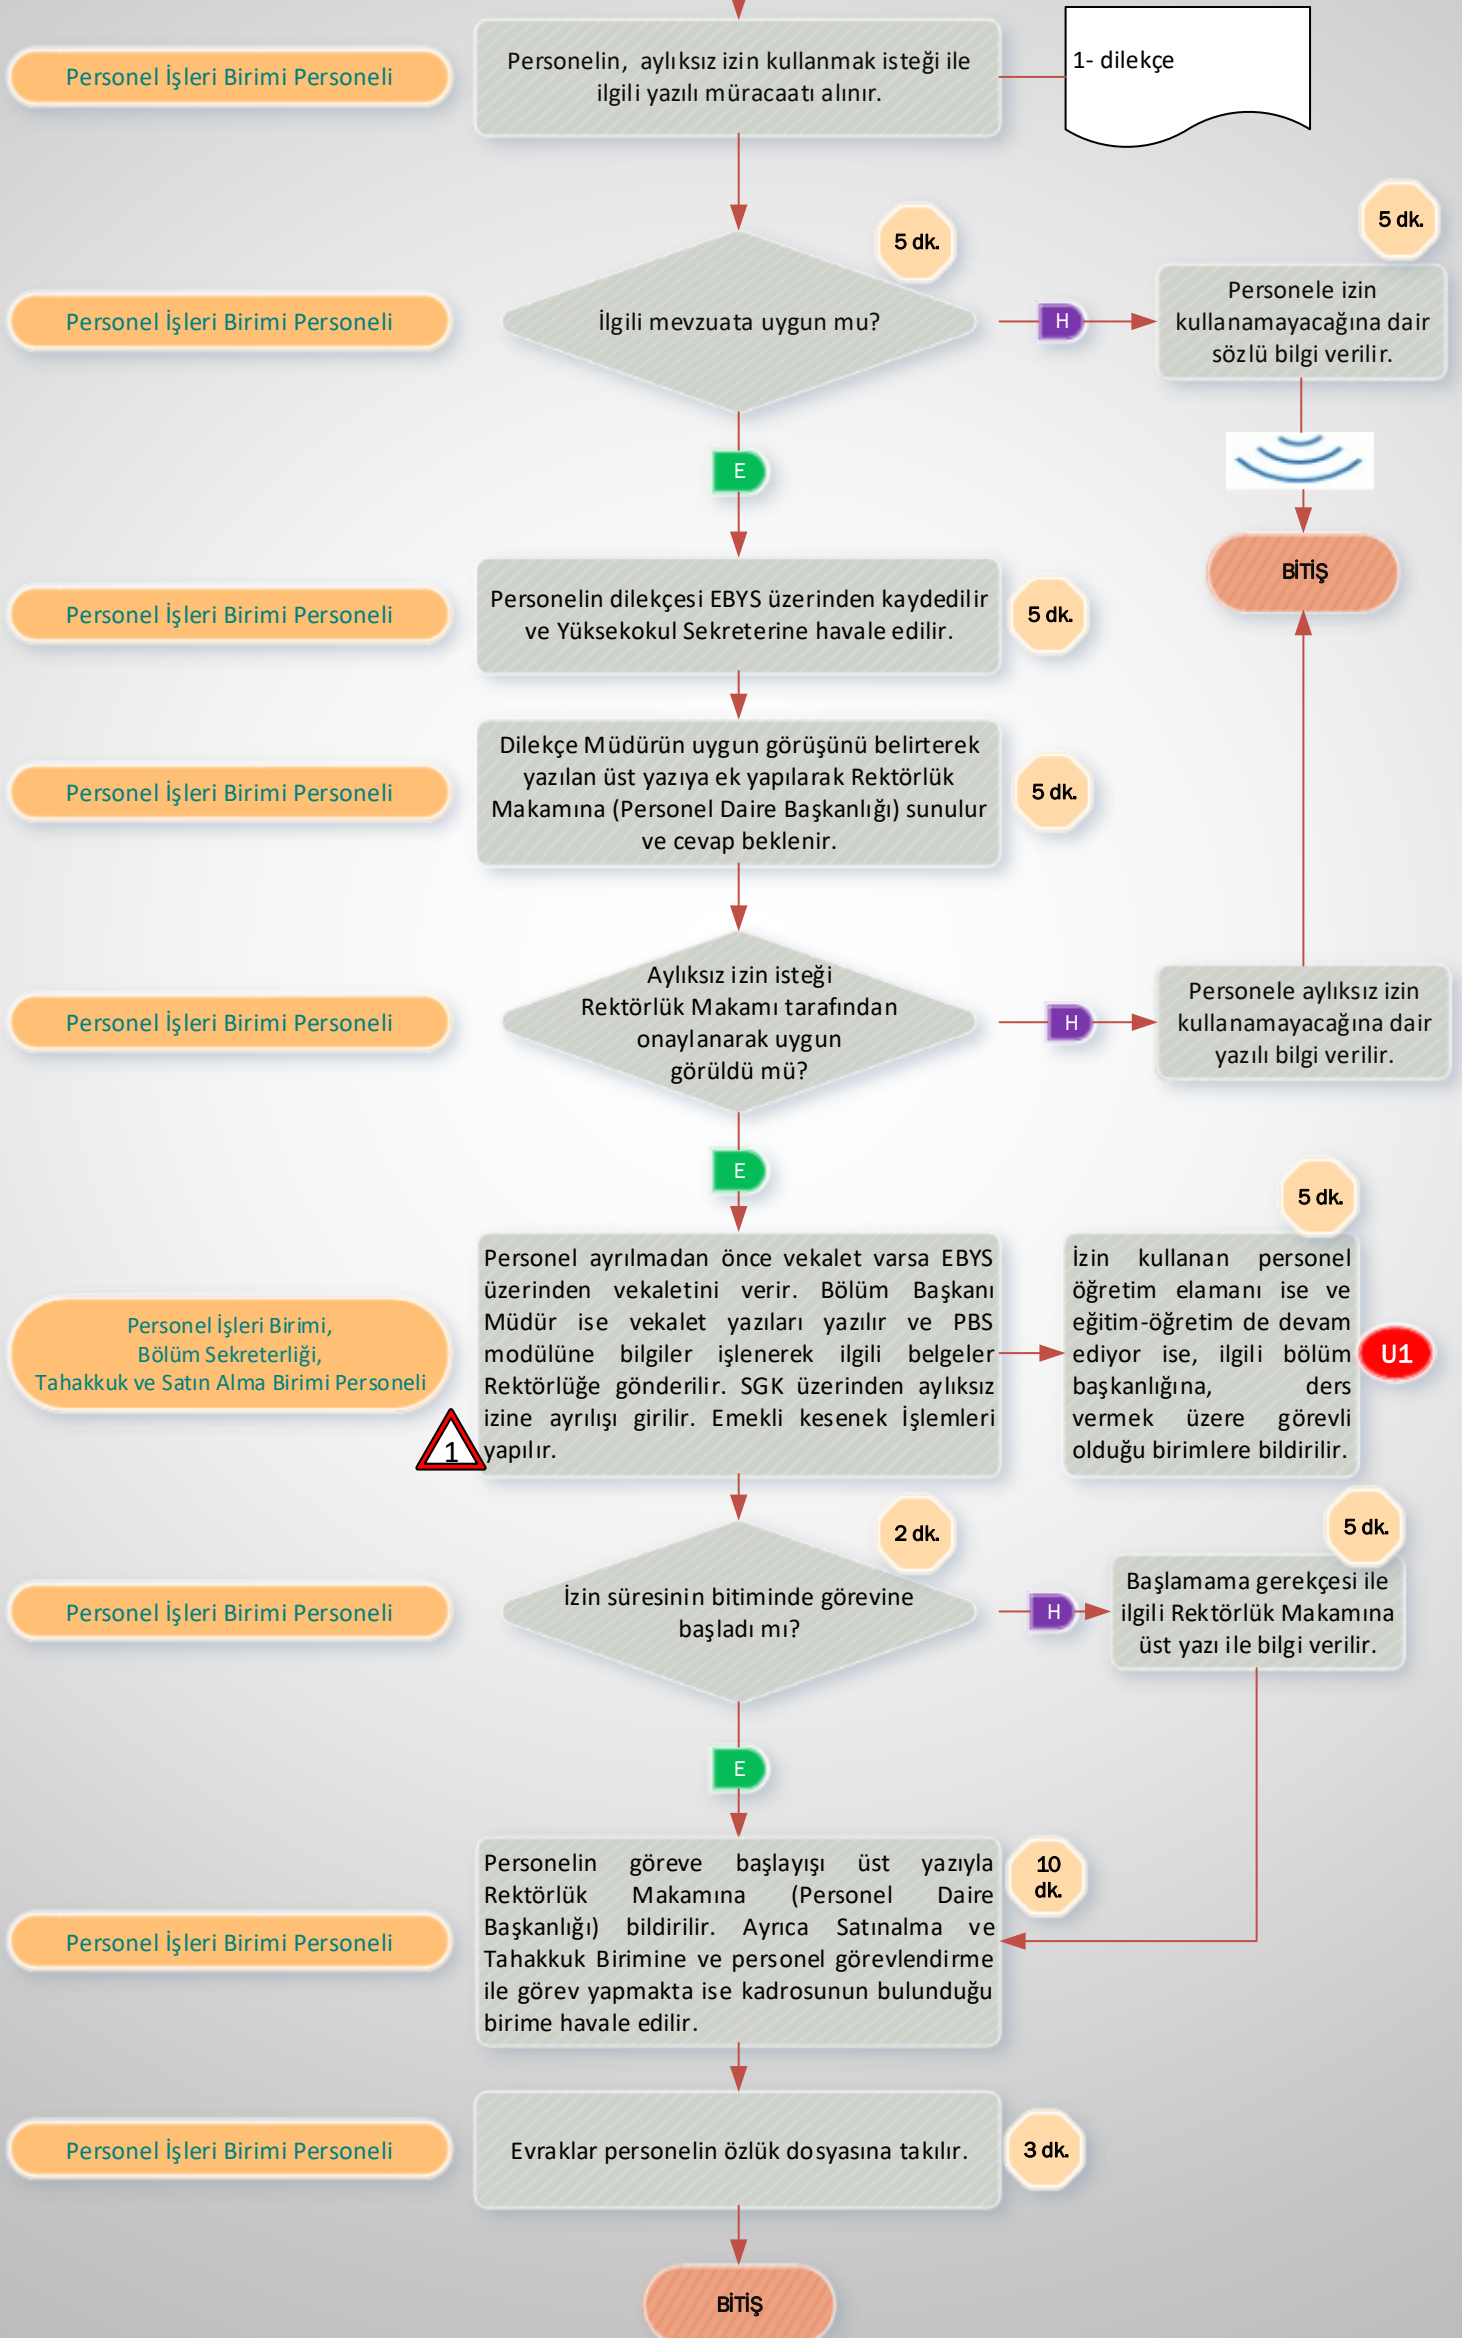 Personel İşleri Birimi Personeli
Personelin, aylıksız izin kullanmak isteği ile
ilgili yazılı müracaatı alınır.
1- dilekçe
5 dk.
5 dk.
Personel İşleri Birimi Personeli
İlgili mevzuata uygun mu?
H
Personele izin
kullanamayacağına dair
sözlü bilgi verilir.
E
BİTİŞ
Personel İşleri Birimi Personeli
Personelin dilekçesi EBYS üzerinden kaydedilir
ve Yüksekokul Sekreterine havale edilir.
5 dk.
Personel İşleri Birimi Personeli
Dilekçe Müdürün uygun görüşünü belirterek
yazılan üst yazıya ek yapılarak Rektörlük
Makamına (Personel Daire Başkanlığı) sunulur
ve cevap beklenir.
5 dk.
Personel İşleri Birimi Personeli
Aylıksız izin isteği
Rektörlük Makamı tarafından
onaylanarak uygun
görüldü mü?
H
Personele aylıksız izin
kullanamayacağına dair
yazılı bilgi verilir.
E
5 dk.
Personel İşleri Birimi,
Bölüm Sekreterliği,
Tahakkuk ve Satın Alma Birimi Personeli
1
Personel ayrılmadan önce vekalet varsa EBYS
üzerinden vekaletini verir. Bölüm Başkanı
Müdür ise vekalet yazıları yazılır ve PBS
modülüne bilgiler işlenerek ilgili belgeler
Rektörlüğe gönderilir. SGK üzerinden aylıksız
izine ayrılışı girilir. Emekli kesenek İşlemleri
yapılır.
İzin kullanan personel
öğretim elamanı ise ve
eğitim-öğretim de devam
ediyor ise, ilgili bölüm
başkanlığına, ders
vermek üzere görevli
olduğu birimlere bildirilir.
U1
2 dk.
5 dk.
Personel İşleri Birimi Personeli
İzin süresinin bitiminde görevine
başladı mı?
H
Başlamama gerekçesi ile
ilgili Rektörlük Makamına
üst yazı ile bilgi verilir.
E
Personel İşleri Birimi Personeli
Personelin göreve başlayışı üst yazıyla
Rektörlük Makamına (Personel Daire
Başkanlığı) bildirilir. Ayrıca Satınalma ve
Tahakkuk Birimine ve personel görevlendirme
ile görev yapmakta ise kadrosunun bulunduğu
birime havale edilir.
10
dk.
Personel İşleri Birimi Personeli
Evraklar personelin özlük dosyasına takılır.
3 dk.
BİTİŞ